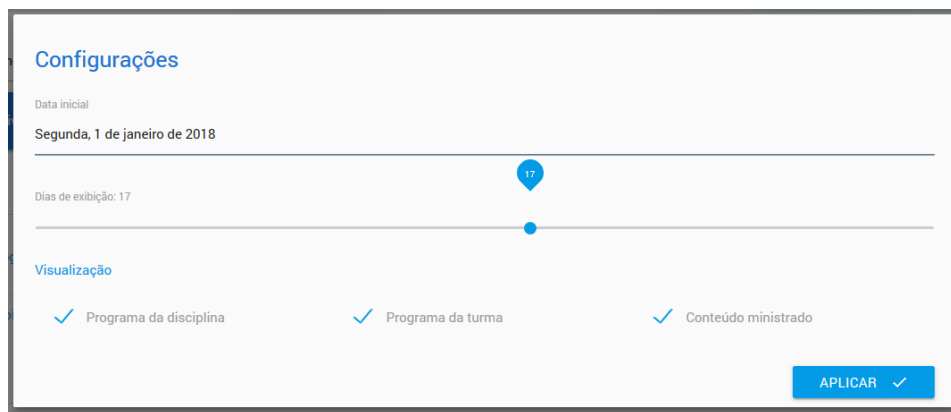 Configurações
Data inicial
Segunda, 1 de janeiro de 2018
17
Dias de exibição: 17
Visualização
Programa da disciplina
Programa da turma
Conteúdo ministrado
APLICAR